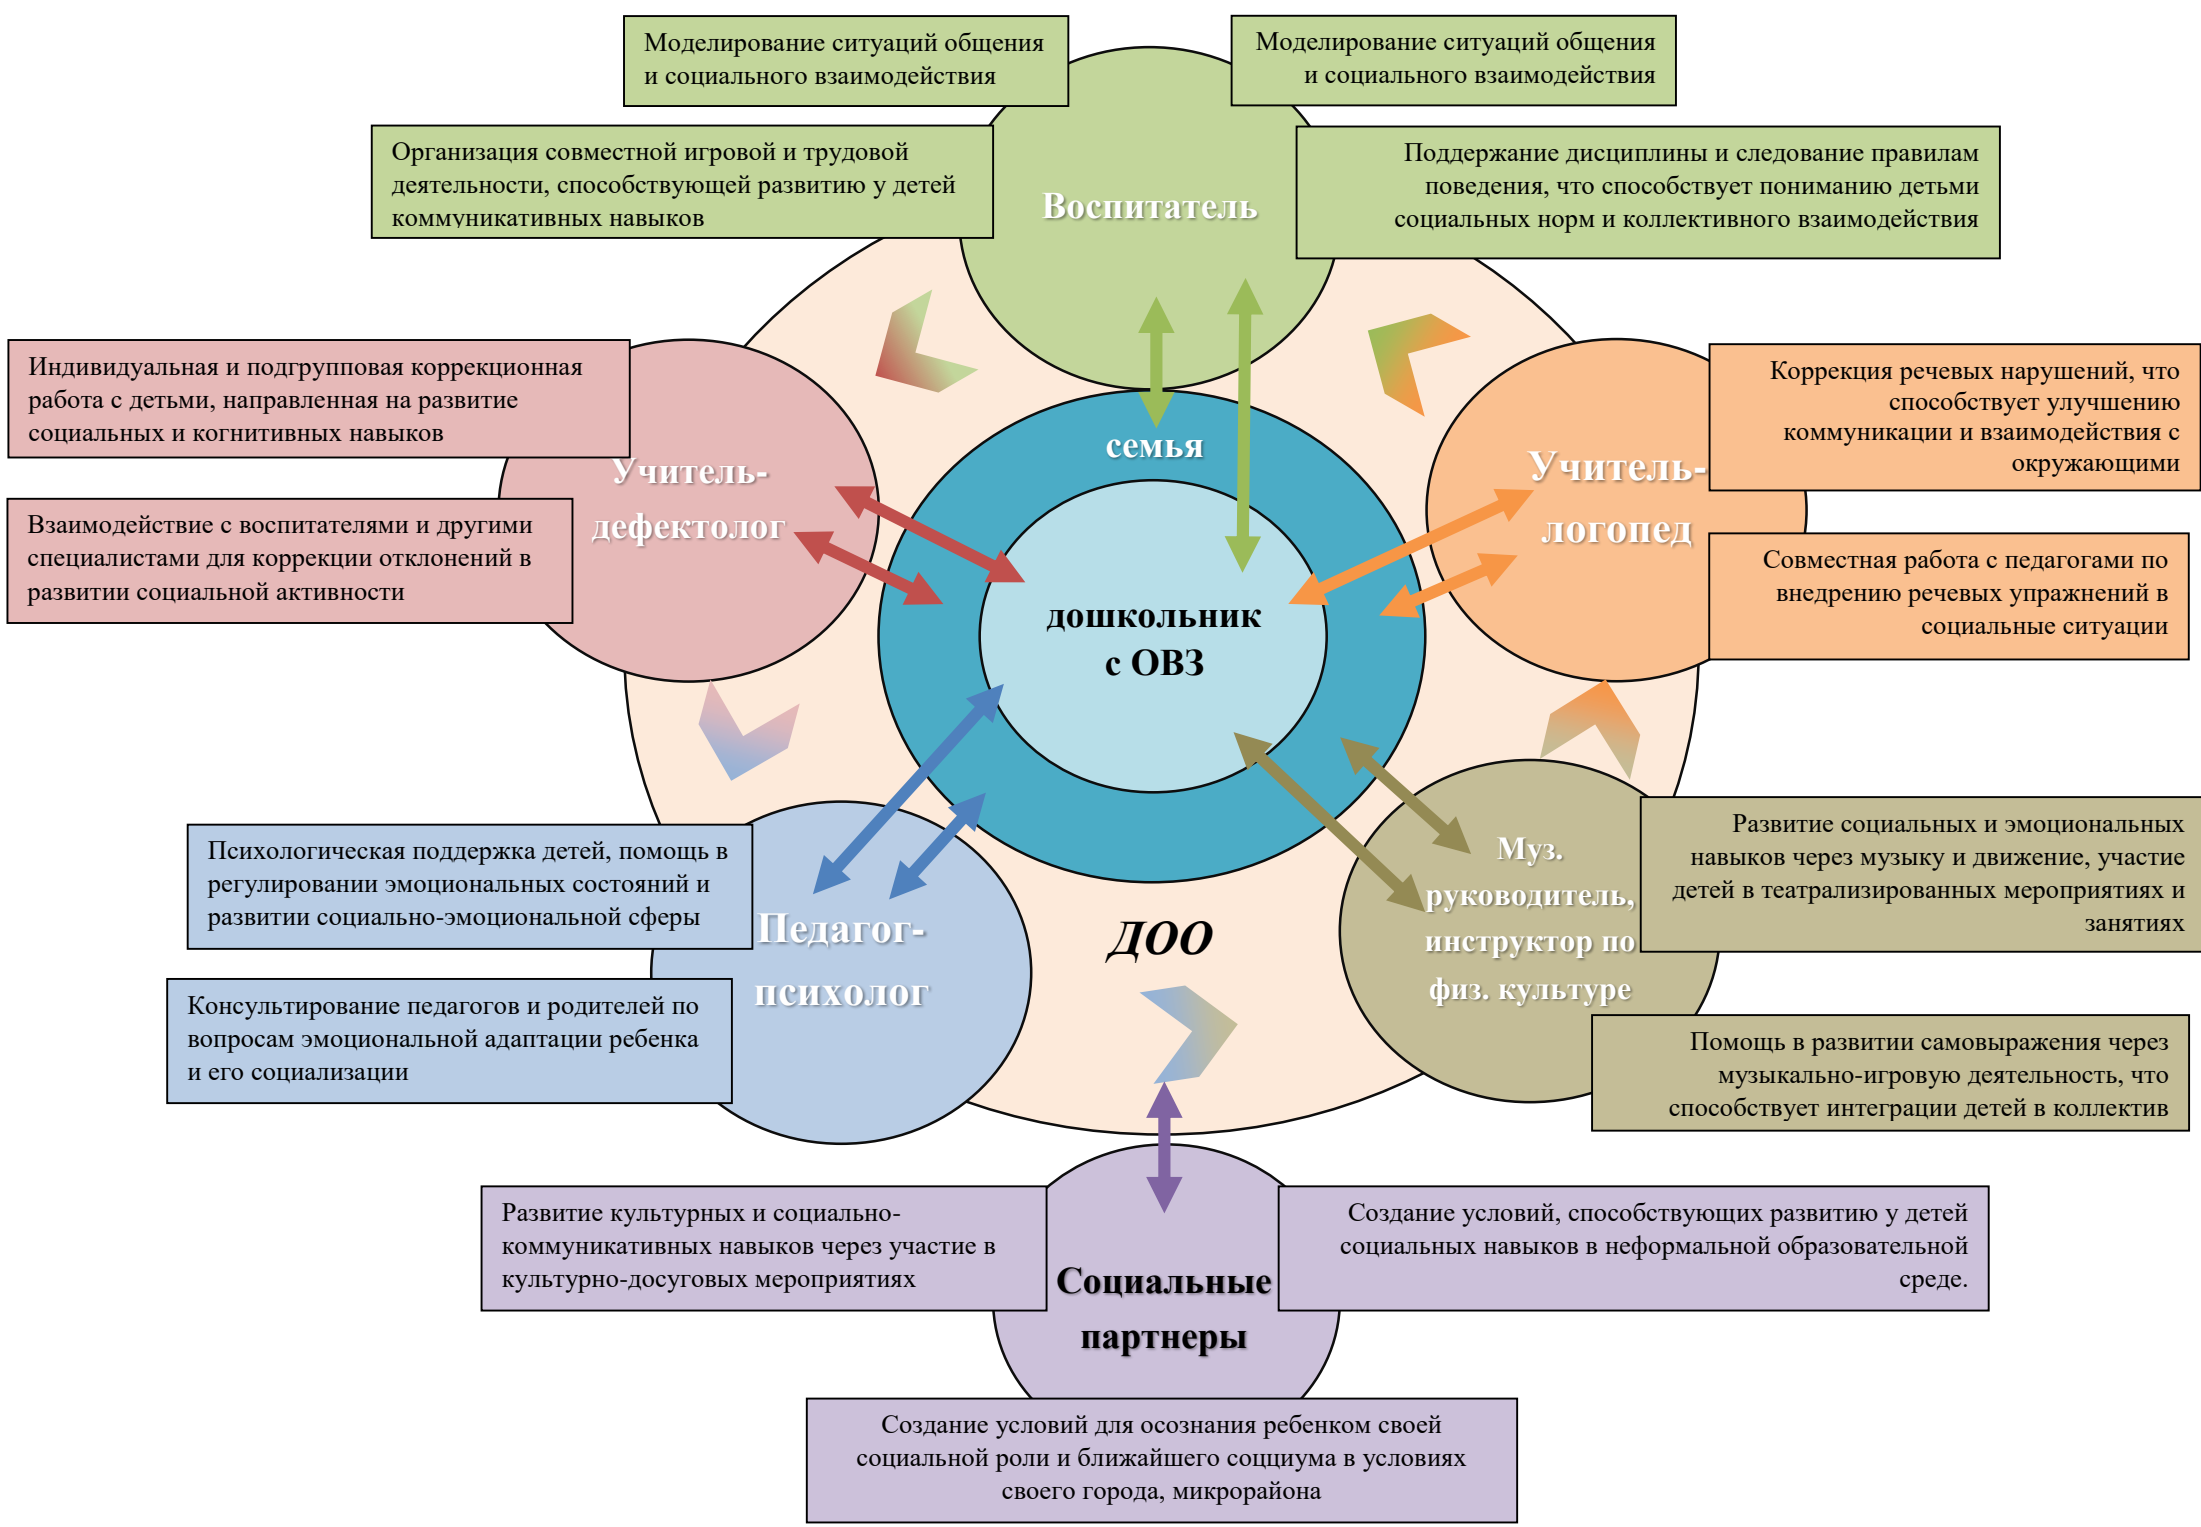 Моделирование ситуаций общения
и социального взаимодействия
Моделирование ситуаций общения
и социального взаимодействия
Организация совместной игровой и трудовой
деятельности, способствующей развитию у детей
коммуникативных навыков
Воспитатель
Поддержание дисциплины и следование правилам
поведения, что способствует пониманию детьми
социальных норм и коллективного взаимодействия
Индивидуальная и подгрупповая коррекционная
работа с детьми, направленная на развитие
социальных и когнитивных навыков
Учитель-
дефектолог
Взаимодействие с воспитателями и другими
специалистами для коррекции отклонений в
развитии социальной активности
семья
дошкольник
с ОВЗ
Учитель-
логопед
Коррекция речевых нарушений, что
способствует улучшению
коммуникации и взаимодействия с
окружающими
Совместная работа с педагогами по
внедрению речевых упражнений в
социальные ситуации
Психологическая поддержка детей, помощь в
регулировании эмоциональных состояний и
развитии социально-эмоциональной сферы
Педагог-
психолог
Консультирование педагогов и родителей по
вопросам эмоциональной адаптации ребенка
и его социализации
ДОО
Муз.
руководитель,
инструктор по
физ. культуре
Развитие социальных и эмоциональных
навыков через музыку и движение, участие
детей в театрализированных мероприятиях и
занятиях
Помощь в развитии самовыражения через
музыкально-игровую деятельность, что
способствует интеграции детей в коллектив
Развитие культурных и социально-
коммуникативных навыков через участие в
культурно-досуговых мероприятиях
Социальные
партнеры
Создание условий, способствующих развитию у детей
социальных навыков в неформальной образовательной
среде.
Создание условий для осознания ребенком своей
социальной роли и ближайшего соцциума в условиях
своего города, микрорайона